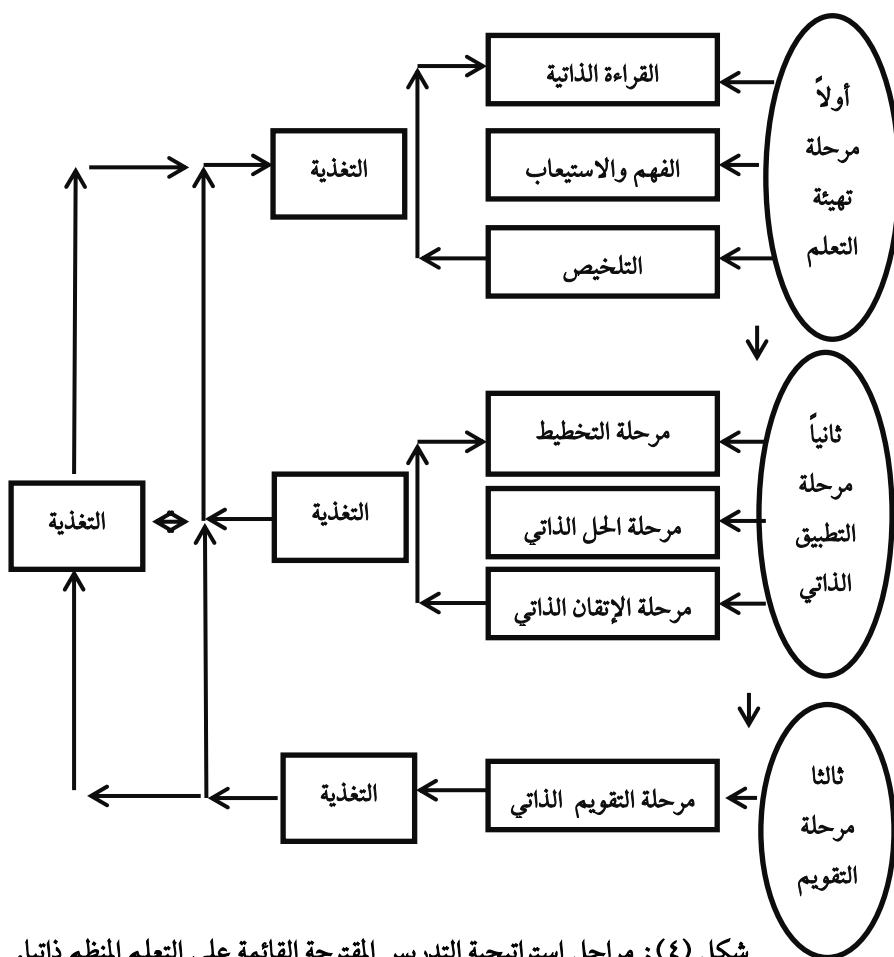 أولاً
مرحلة
تهيئة
التعلم
القراءة الذاتية
الفهم والاستيعاب
التلخيص
التغذية
ثانياً
مرحلة
التطبيق
الذاتي
مرحلة التخطيط
مرحلة الحل الذاتي
مرحلة الإتقان الذاتي
التغذية
التغذية
ثالثا
مرحلة
التقويم
مرحلة التقويم الذاتي
التغذية
شكل (٤): مراحل استراتيجية التدريس المقترحة القائمة على التعلم المنظم ذاتيا.